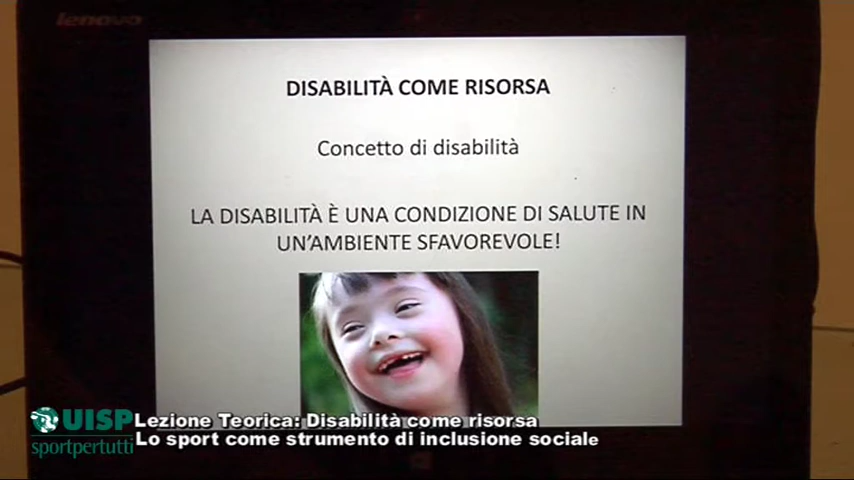 lenovo
DISABILITÀ COME RISORSA
Concetto di disabilità
LA DISABILITÀ È UNA CONDIZIONE DI SALUTE IN
UN'AMBIENTE SFAVOREVOLE!
UISP
sportpertutti
Lezione Teorica: Disabilità come risorsa
Lo sport come strumento di inclusione sociale